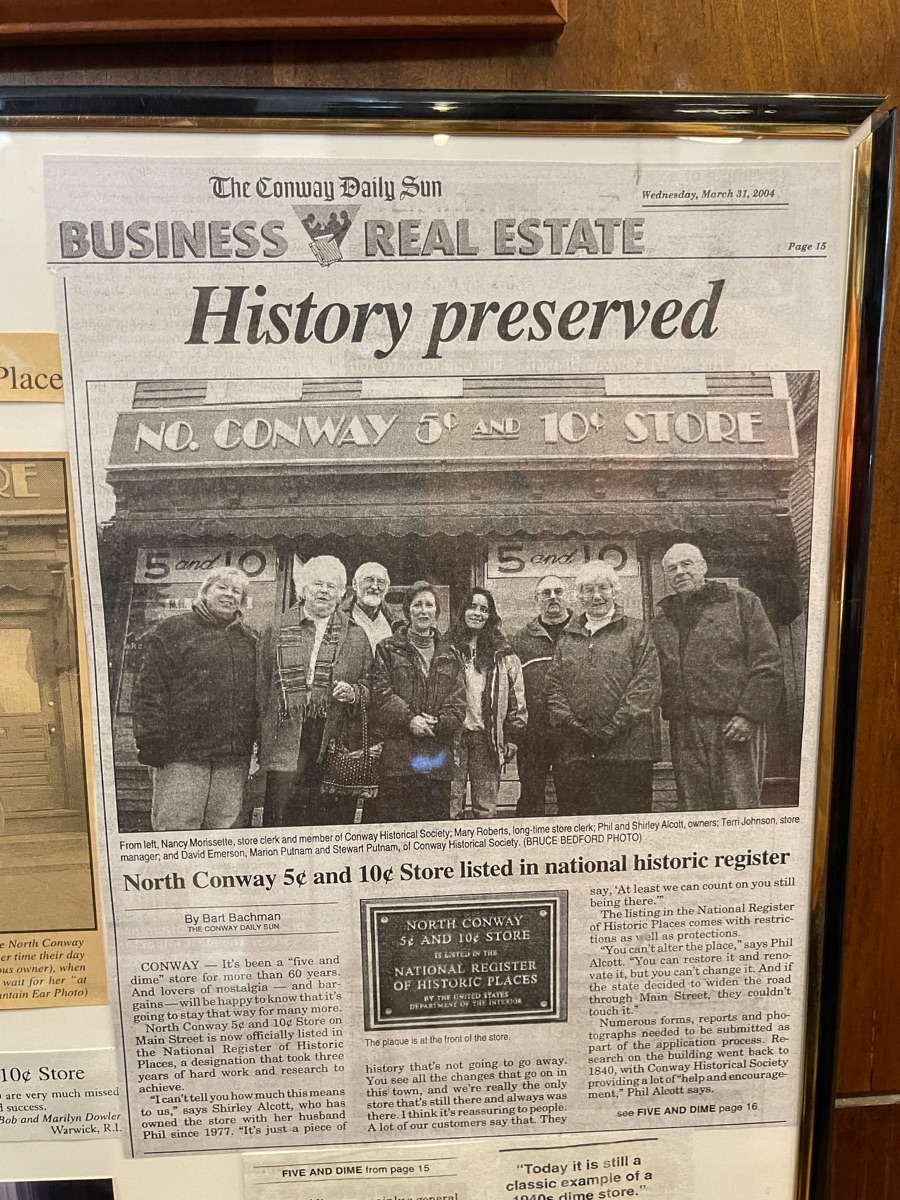 The Conway Daily Sun
Wednesday, March 31, 2004
BUSINESS REAL ESTATE
Page 15
History preserved
NO. CONWAY 5¢ AND 10¢ STORE
5 and 10
5 and 10
From left, Nancy Morissette, store clerk and member of Conway Historical Society; Mary Roberts, long-time store clerk; Phil and Shirley Alcott, owners; Terri Johnson, store
manager; and David Emerson, Marion Putnam and Stewart Putnam, of Conway Historical Society. (BRUCE BEDFORD PHOTO)
North Conway 5¢ and 10¢ Store listed in national historic register
By Bart Bachman
THE CONWAY DAILY SUN
CONWAY — It's been a "five and
dime" store for more than 60 years.
And lovers of nostalgia — and bar-
gains — will be happy to know that it's
going to stay that way for many more.
North Conway 5¢ and 10¢ Store on
Main Street is now officially listed in
the National Register of Historic
Places, a designation that took three
years of hard work and research to
achieve.
"I can't tell you how much this means
to us," says Shirley Alcott, who has
owned the store with her husband
Phil since 1977. "It's just a piece of
NORTH CONWAY
5¢ AND 10¢ STORE
IS LISTED IN THE
NATIONAL REGISTER
OF HISTORIC PLACES
BY THE UNITED STATES
DEPARTMENT OF THE INTERIOR
The plaque is at the front of the store.
history that's not going to go away.
You see all the changes that go on in
this town, and we're really the only
store that's still there and always was
there. I think it's reassuring to people.
A lot of our customers say that. They
say, 'At least we can count on you still
being there.'"
The listing in the National Register
of Historic Places comes with restric-
tions as well as protections.
"You can't alter the place," says Phil
Alcott. "You can restore it and reno-
vate it, but you can't change it. And if
the state decided to widen the road
through Main Street, they couldn't
touch it."
Numerous forms, reports and pho-
tographs needed to be submitted as
part of the application process. Re-
search on the building went back to
1840, with Conway Historical Society
providing a lot of "help and encourage-
ment," Phil Alcott says.
see FIVE AND DIME page 16
FIVE AND DIME from page 15
"Today it is still a
classic example of a
1940s dime store."
general
Place
RE
e North Conway
er time their day
ous owner), when
wait for her "at
ntain Ear Photo)
10¢ Store
are very much missed
d success.
Bob and Marilyn Dowler
Warwick, R.I.